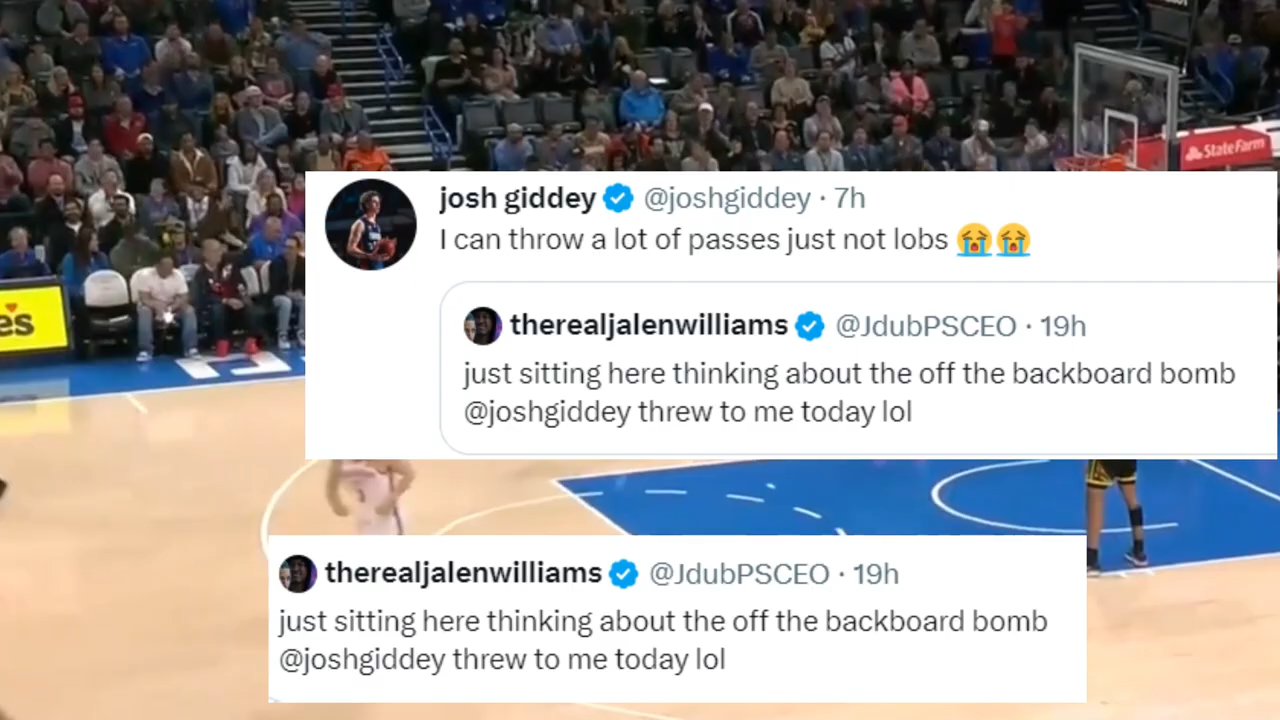 StateFarm
josh giddey @joshgiddey · 7h
I can throw a lot of passes just not lobs 😭😭
therealjalenwilliams @JdubPSCEO · 19h
just sitting here thinking about the off the backboard bomb
@joshgiddey threw to me today lol
therealjalenwilliams @JdubPSCEO · 19h
just sitting here thinking about the off the backboard bomb
@joshgiddey threw to me today lol